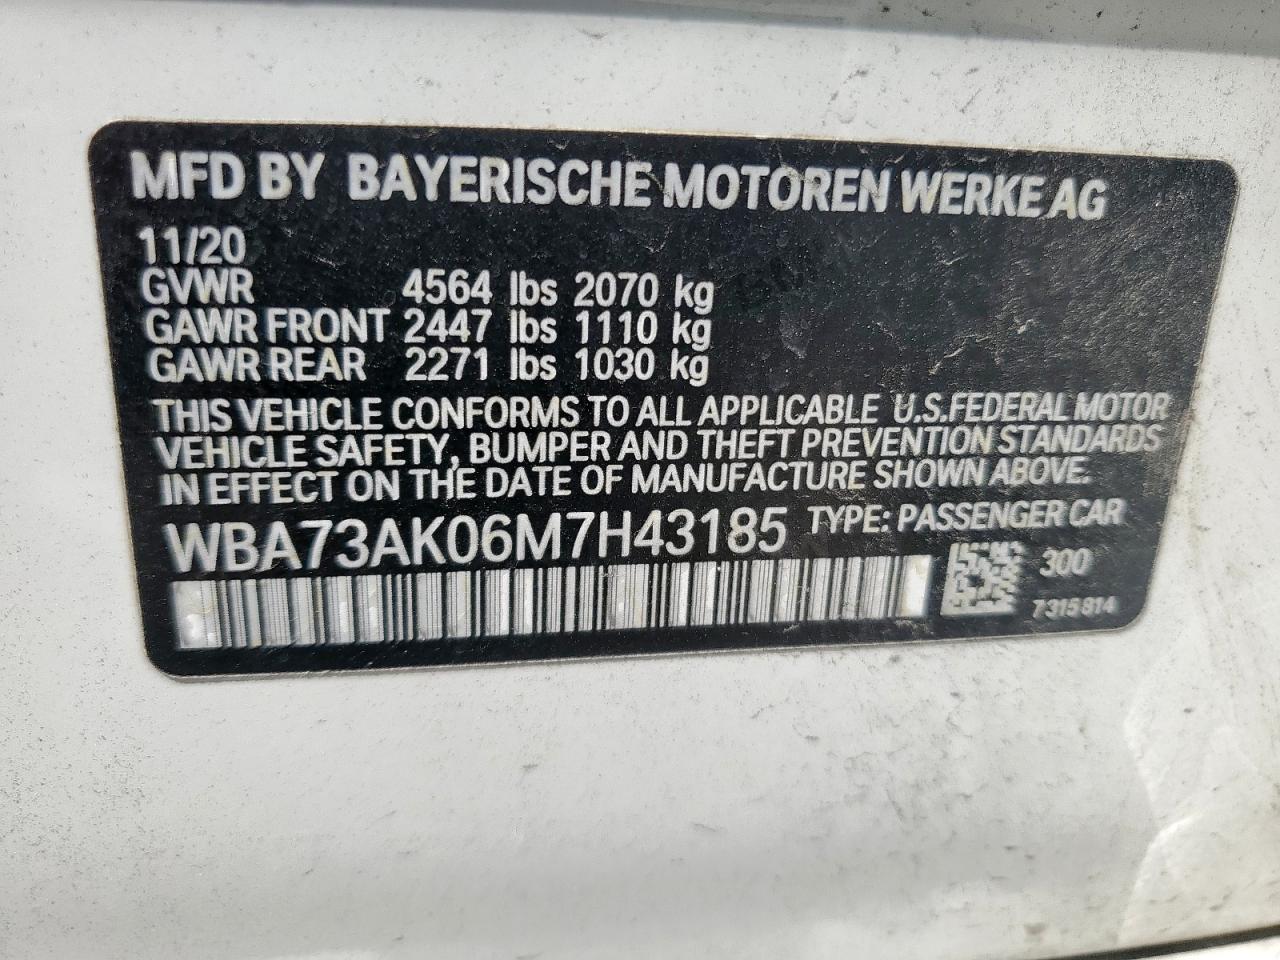 MFD BY BAYERISCHE MOTOREN WERKE AG
11/20
GVWR 4564 lbs 2070 kg
GAWR FRONT 2447 lbs 1110 kg
GAWR REAR 2271 lbs 1030 kg
THIS VEHICLE CONFORMS TO ALL APPLICABLE U.S.FEDERAL MOTOR
VEHICLE SAFETY, BUMPER AND THEFT PREVENTION STANDARDS
IN EFFECT ON THE DATE OF MANUFACTURE SHOWN ABOVE.
WBA73AK06M7H43185 TYPE: PASSENGER CAR
300
7315814